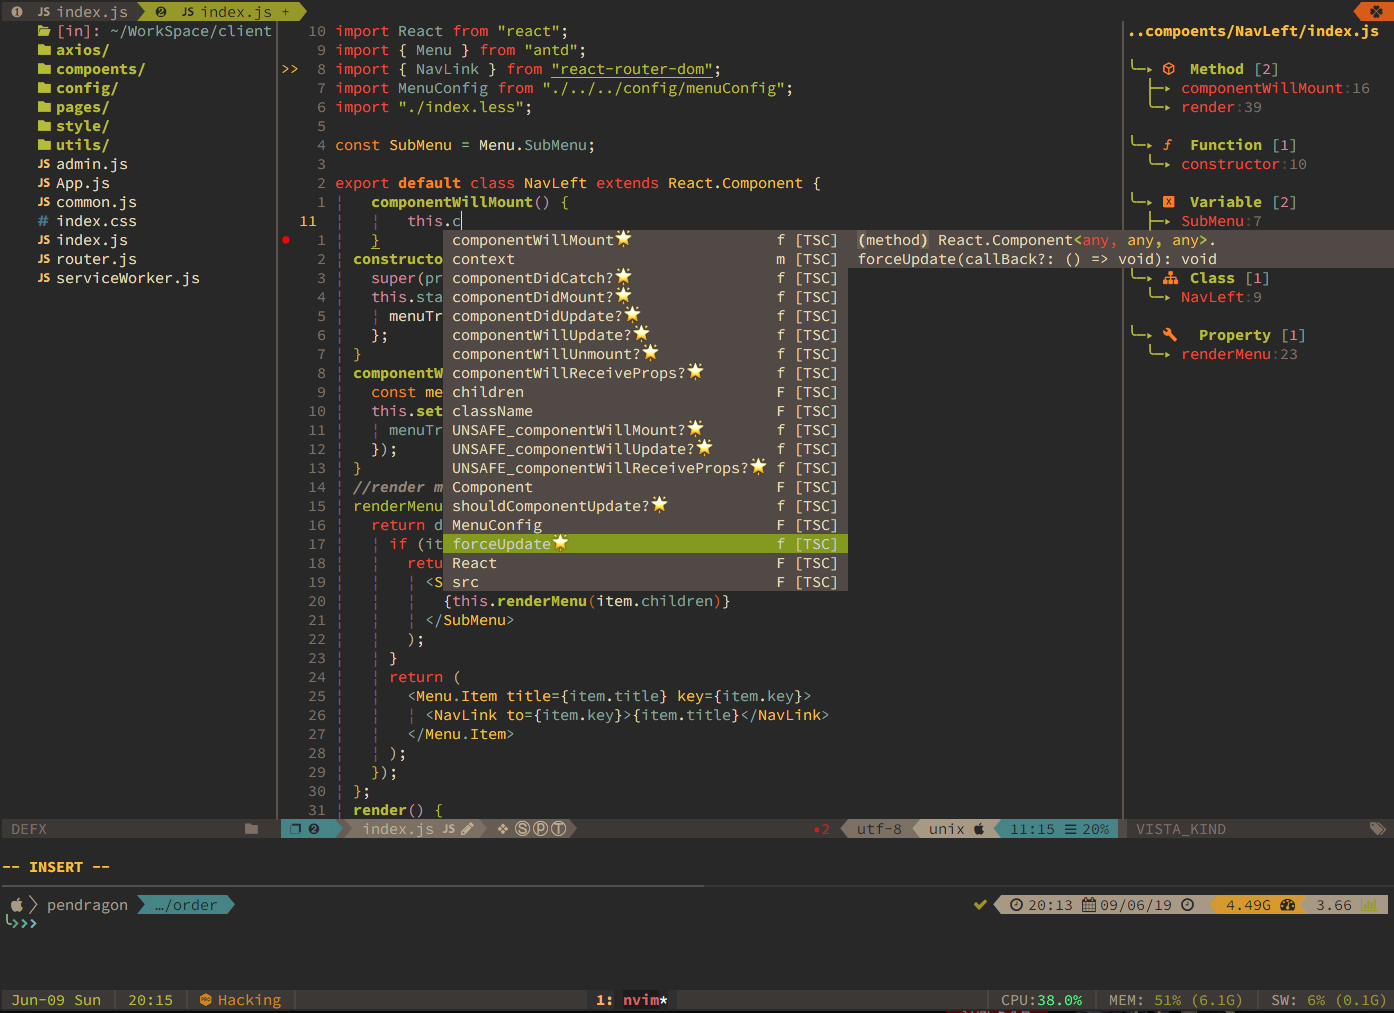 ❶ JS index.js ❷ JS index.js +
[in]: ~/WorkSpace/client
axios/
compoents/
config/
pages/
style/
utils/
JS admin.js
JS App.js
JS common.js
# index.css
JS index.js
JS router.js
JS serviceWorker.js
10 import React from "react";
9 import { Menu } from "antd";
>> 8 import { NavLink } from "react-router-dom";
7 import MenuConfig from "./../../config/menuConfig";
6 import "./index.less";
5
4 const SubMenu = Menu.SubMenu;
3
2 export default class NavLeft extends React.Component {
1 componentWillMount() {
11 this.c
1 }
2 constructo
3 super(pr
4 this.sta
5 menuTr
6 };
7 }
8 componentW
9 const me
10 this.set
11 menuTr
12 });
13 }
14 //render m
15 renderMenu
16 return d
17 if (it
18 retu
19 <S
20 {this.renderMenu(item.children)}
21 </SubMenu>
22 );
23 }
24 return (
25 <Menu.Item title={item.title} key={item.key}>
26 <NavLink to={item.key}>{item.title}</NavLink>
27 </Menu.Item>
28 );
29 });
30 };
31 render() {
componentWillMount🌟 f [TSC]
context m [TSC]
componentDidCatch?🌟 f [TSC]
componentDidMount?🌟 f [TSC]
componentDidUpdate?🌟 f [TSC]
componentWillUpdate?🌟 f [TSC]
componentWillUnmount?🌟 f [TSC]
componentWillReceiveProps?🌟 f [TSC]
children F [TSC]
className F [TSC]
UNSAFE_componentWillMount?🌟 f [TSC]
UNSAFE_componentWillUpdate?🌟 f [TSC]
UNSAFE_componentWillReceiveProps?🌟 f [TSC]
Component F [TSC]
shouldComponentUpdate?🌟 f [TSC]
MenuConfig F [TSC]
forceUpdate🌟 f [TSC]
React F [TSC]
src F [TSC]
(method) React.Component<any, any, any>.
forceUpdate(callBack?: () => void): void
..compoents/NavLeft/index.js
Method [2]
componentWillMount:16
render:39
Function [1]
constructor:10
Variable [2]
SubMenu:7
Class [1]
NavLeft:9
Property [1]
renderMenu:23
DEFX
❷ index.js JS ❖ ⓈⓅⓉ •2 utf-8 unix 11:15 ☰ 20%
VISTA_KIND
-- INSERT --
pendragon …/order ✔ 20:13 09/06/19 4.49G 3.66
>>>
Jun-09 Sun 20:15 PRO Hacking 1: nvim* CPU:38.0% MEM: 51% (6.1G) SW: 6% (0.1G)